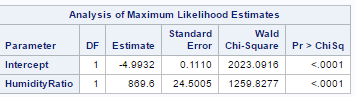 Analysis of Maximum Likelihood Estimates
Parameter DF Estimate Standard Error Wald Chi-Square Pr > ChiSq
Intercept 1 -4.9932 0.1110 2023.0916 <.0001
HumidityRatio 1 869.6 24.5005 1259.8277 <.0001